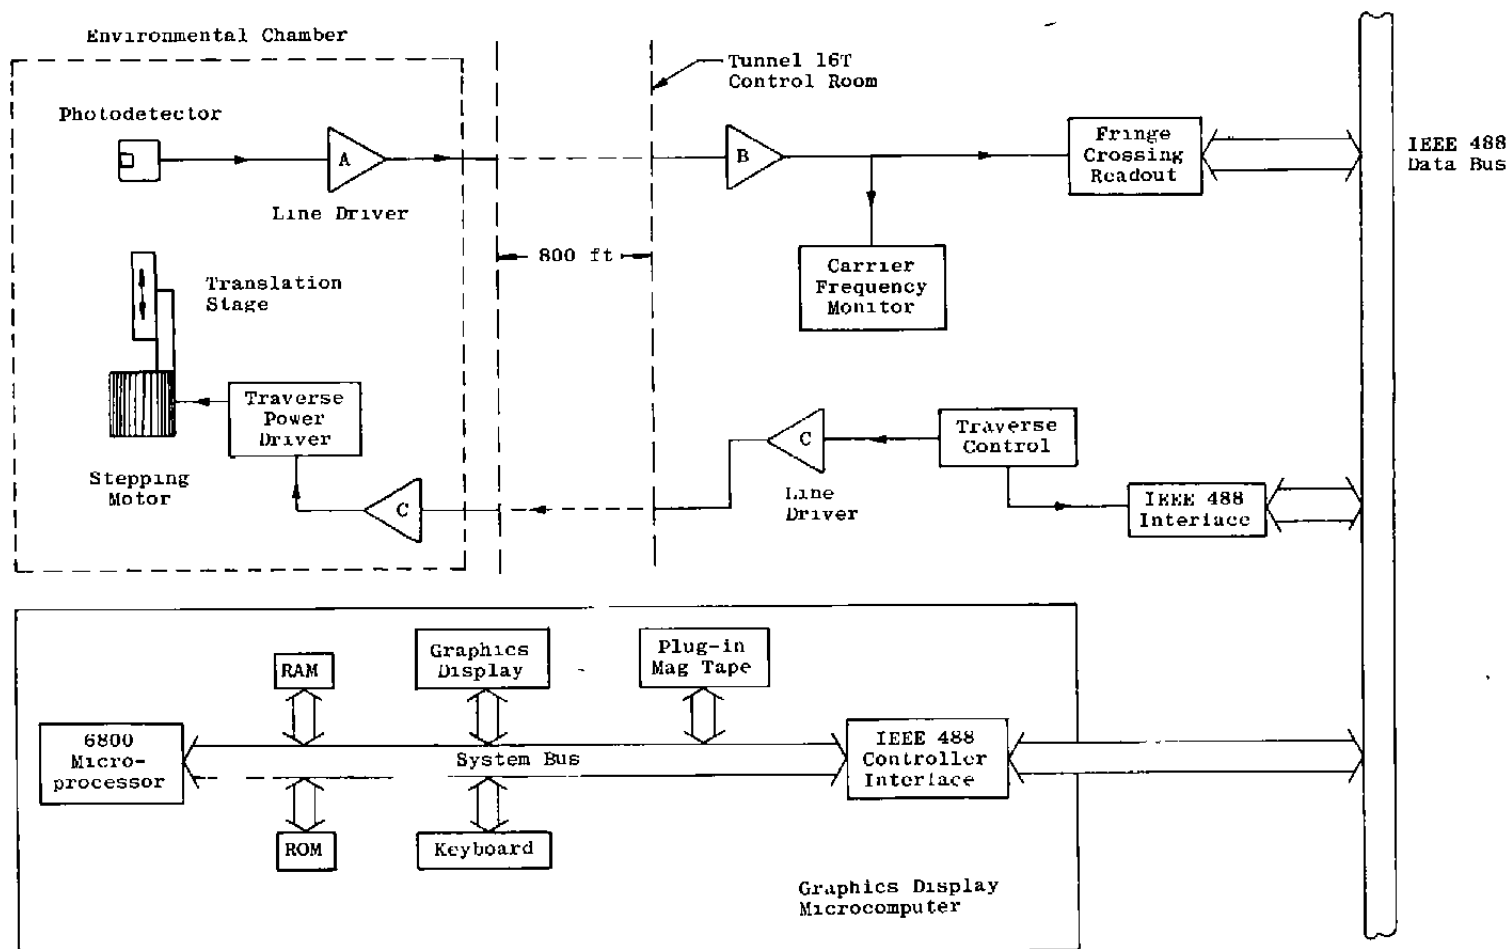 Environmental Chamber
Tunnel 16T
Control Room
Photodetector
A
B
Fringe
Crossing
Readout
IEEE 488
Data Bus
Line Driver
800 ft
Carrier
Frequency
Monitor
Translation
Stage
Traverse
Power
Driver
C
Traverse
Control
Stepping
Motor
C
Line
Driver
IEEE 488
Interface
RAM
Graphics
Display
Plug-in
Mag Tape
6800
Micro-
processor
System Bus
IEEE 488
Controller
Interface
ROM
Keyboard
Graphics Display
Microcomputer